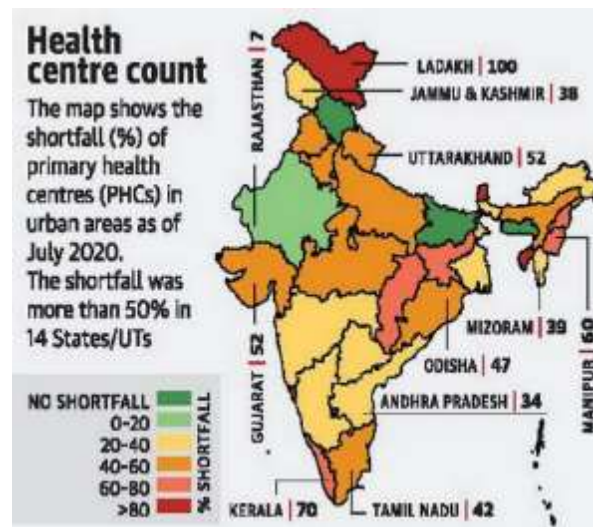 Health
centre count
The map shows the
shortfall (%) of
primary health
centres (PHCs) in
urban areas as of
July 2020.
The shortfall was
more than 50% in
14 States/UTs
RAJASTHAN | 7
LADAKH | 100
JAMMU & KASHMIR | 38
UTTARAKHAND | 52
GUJARAT | 52
MIZORAM | 39
MANIPUR | 60
ODISHA | 47
ANDHRA PRADESH | 34
KERALA | 70
TAMIL NADU | 42
NO SHORTFALL
0-20
20-40
40-60
60-80
>80
% SHORTFALL